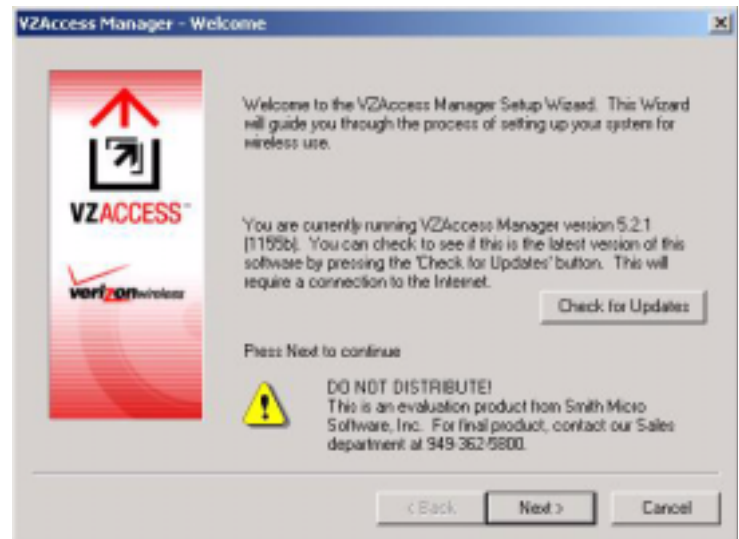 VZAccess Manager - Welcome
Welcome to the VZAccess Manager Setup Wizard. This Wizard
will guide you through the process of setting up your system for
wireless use.
VZACCESS
verizon wireless
You are currently running VZAccess Manager version 5.2.1
(1155b). You can check to see if this is the latest version of this
software by pressing the 'Check for Updates' button. This will
require a connection to the Internet.
Check for Updates
Press Next to continue
DO NOT DISTRIBUTE!
This is an evaluation product from Smith Micro
Software, Inc. For final product, contact our Sales
department at 949-362-5800.
< Back
Next >
Cancel